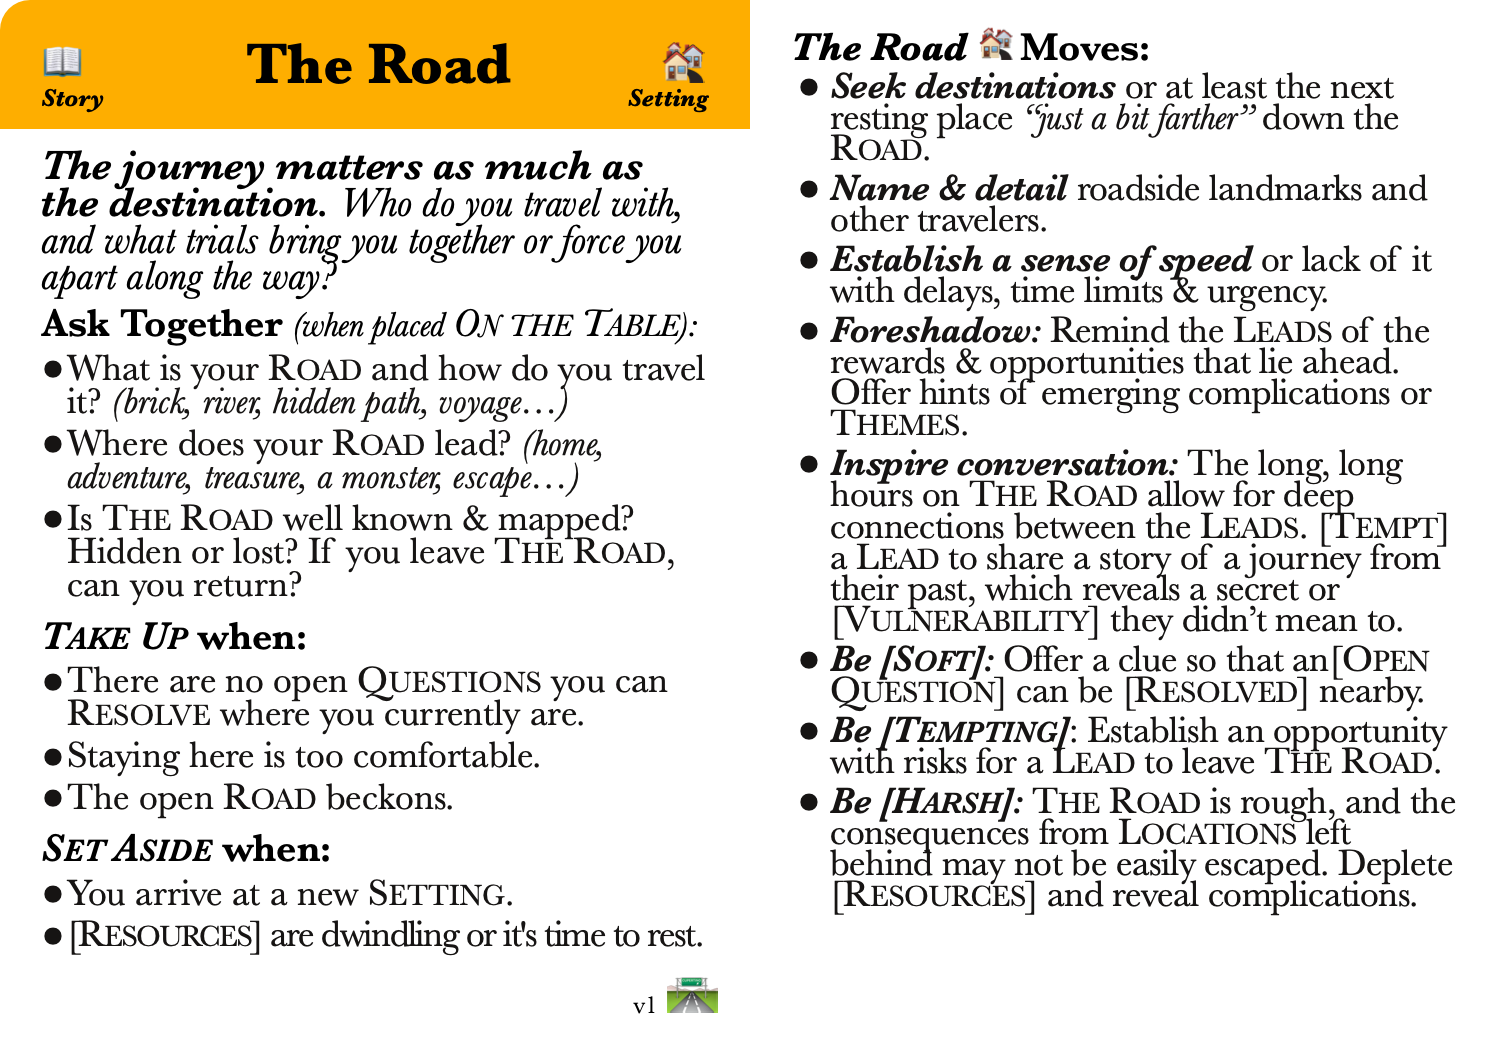 The Road
Story
Setting
The journey matters as much as
the destination. Who do you travel with,
and what trials bring you together or force you
apart along the way?
Ask Together (when placed ON THE TABLE):
●What is your ROAD and how do you travel
it? (brick, river, hidden path, voyage…)
●Where does your ROAD lead? (home,
adventure, treasure, a monster, escape…)
●Is THE ROAD well known & mapped?
Hidden or lost? If you leave THE ROAD,
can you return?
TAKE UP when:
●There are no open QUESTIONS you can
RESOLVE where you currently are.
●Staying here is too comfortable.
●The open ROAD beckons.
SET ASIDE when:
●You arrive at a new SETTING.
●[RESOURCES] are dwindling or it's time to rest.
v1
The Road Moves:
● Seek destinations or at least the next
resting place “just a bit farther” down the
ROAD.
● Name & detail roadside landmarks and
other travelers.
● Establish a sense of speed or lack of it
with delays, time limits & urgency.
● Foreshadow: Remind the LEADS of the
rewards & opportunities that lie ahead.
Offer hints of emerging complications or
THEMES.
● Inspire conversation: The long, long
hours on THE ROAD allow for deep
connections between the LEADS. [TEMPT]
a LEAD to share a story of a journey from
their past, which reveals a secret or
[VULNERABILITY] they didn’t mean to.
● Be [SOFT]: Offer a clue so that an[OPEN
QUESTION] can be [RESOLVED] nearby.
● Be [TEMPTING]: Establish an opportunity
with risks for a LEAD to leave THE ROAD.
● Be [HARSH]: THE ROAD is rough, and the
consequences from LOCATIONS left
behind may not be easily escaped. Deplete
[RESOURCES] and reveal complications.